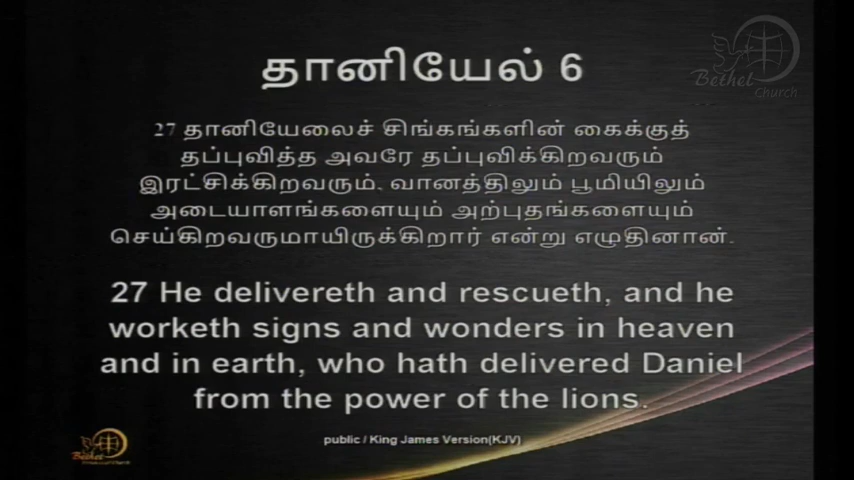 Bethel
Church
தானியேல் 6
27 தானியேலைச் சிங்கங்களின் கைக்குத்
தப்புவித்த அவரே தப்புவிக்கிறவரும்
இரட்சிக்கிறவரும், வானத்திலும் பூமியிலும்
அடையாளங்களையும் அற்புதங்களையும்
செய்கிறவருமாயிருக்கிறார் என்று எழுதினான்.
27 He delivereth and rescueth, and he
worketh signs and wonders in heaven
and in earth, who hath delivered Daniel
from the power of the lions.
public / King James Version(KJV)
Bethel